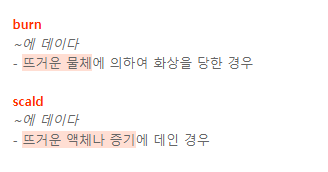 burn
~에 데이다
- 뜨거운 물체에 의하여 화상을 당한 경우
scald
~에 데이다
- 뜨거운 액체나 증기에 데인 경우